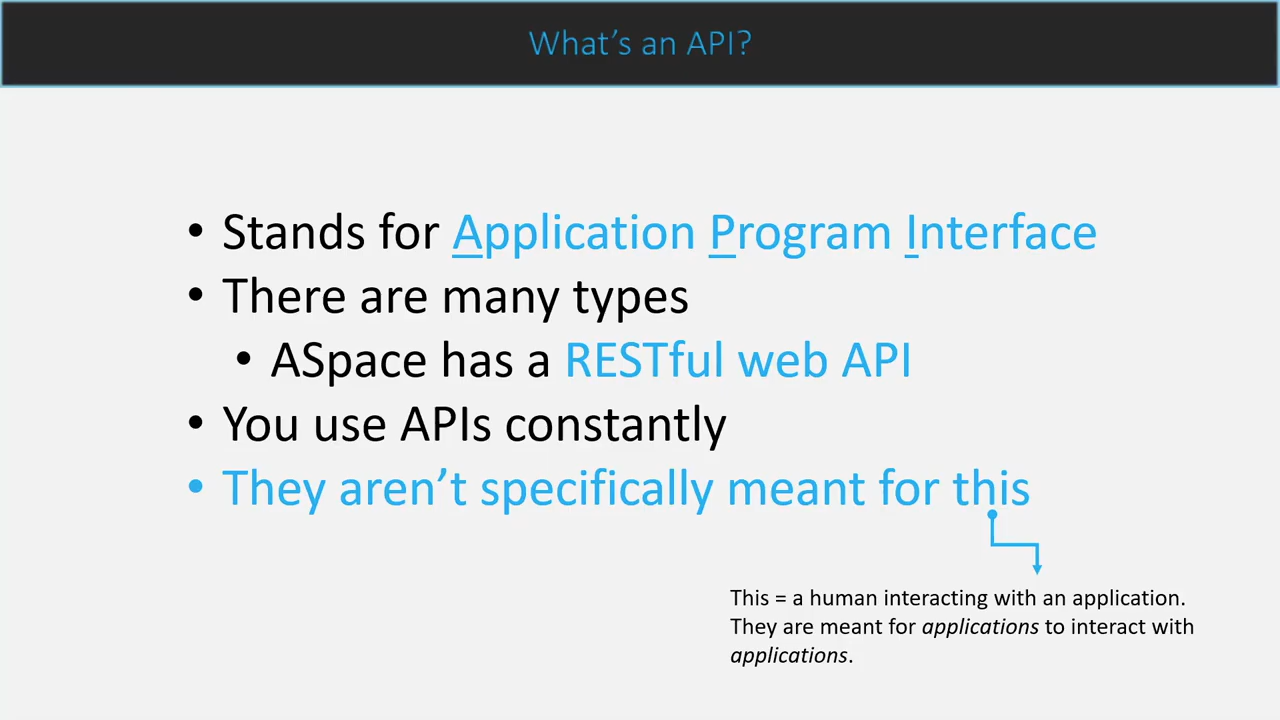 What’s an API?
• Stands for Application Program Interface
• There are many types
• ASpace has a RESTful web API
• You use APIs constantly
• They aren’t specifically meant for this
This = a human interacting with an application.
They are meant for applications to interact with
applications.